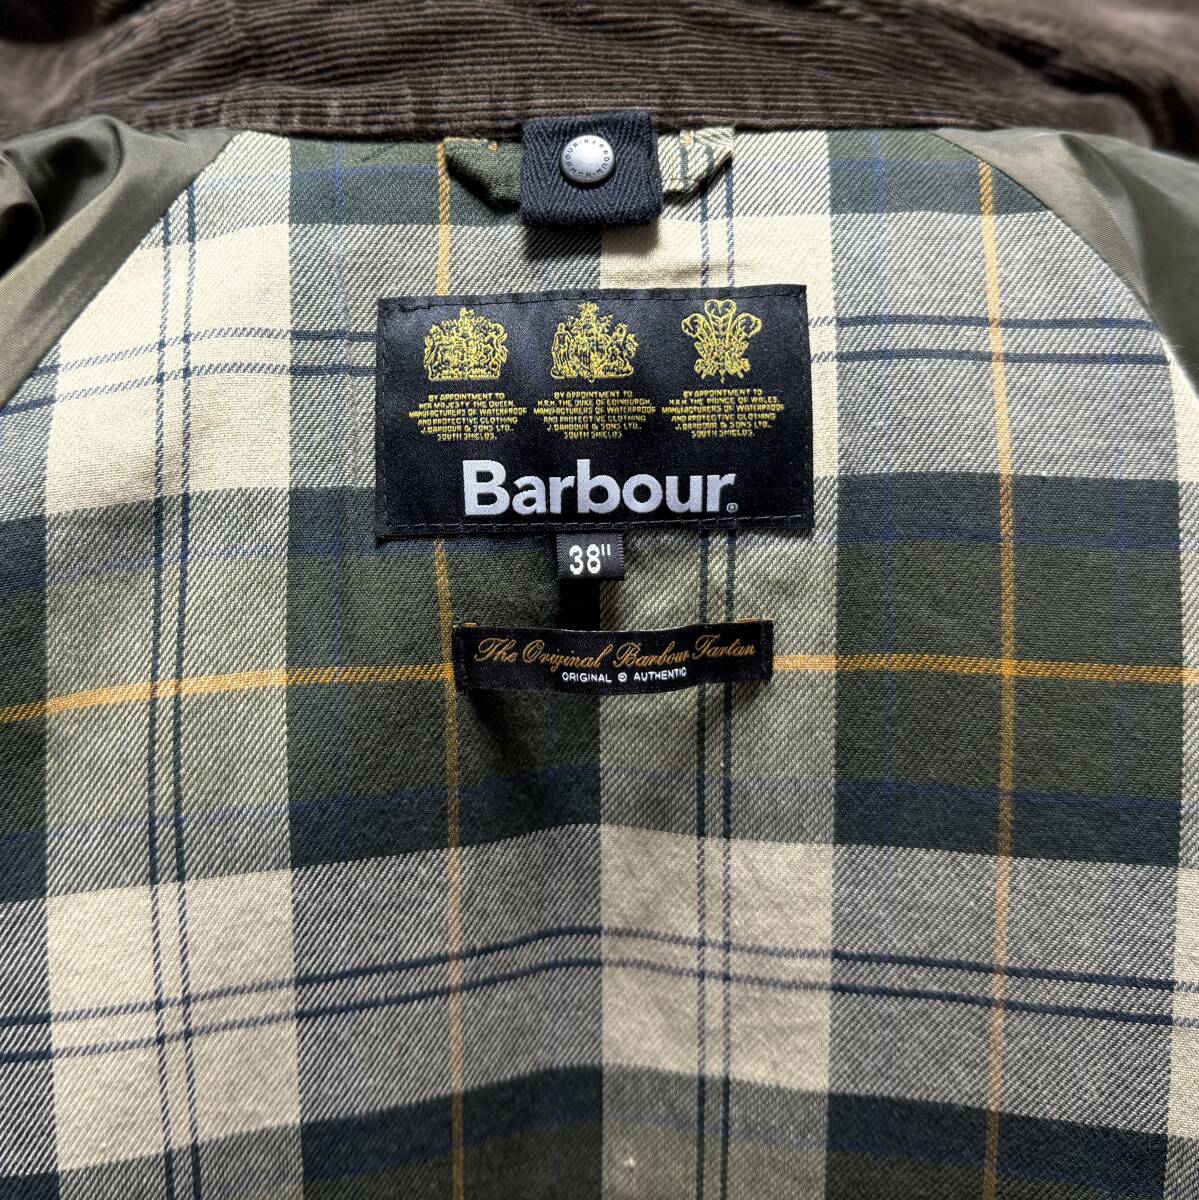 BARBOUR · BARBOUR
BY APPOINTMENT TO
HER MAJESTY THE QUEEN
MANUFACTURERS OF WATERPROOF
AND PROTECTIVE CLOTHING
J.BARBOUR & SONS LTD.
SOUTH SHIELDS.
BY APPOINTMENT TO
H.R.H. THE DUKE OF EDINBURGH
MANUFACTURERS OF WATERPROOF
AND PROTECTIVE CLOTHING
J.BARBOUR & SONS LTD.
SOUTH SHIELDS.
BY APPOINTMENT TO
H.R.H. THE PRINCE OF WALES
MANUFACTURERS OF WATERPROOF
AND PROTECTIVE CLOTHING
J.BARBOUR & SONS LTD.
SOUTH SHIELDS.
Barbour®
38"
The Original Barbour Tartan
ORIGINAL AUTHENTIC